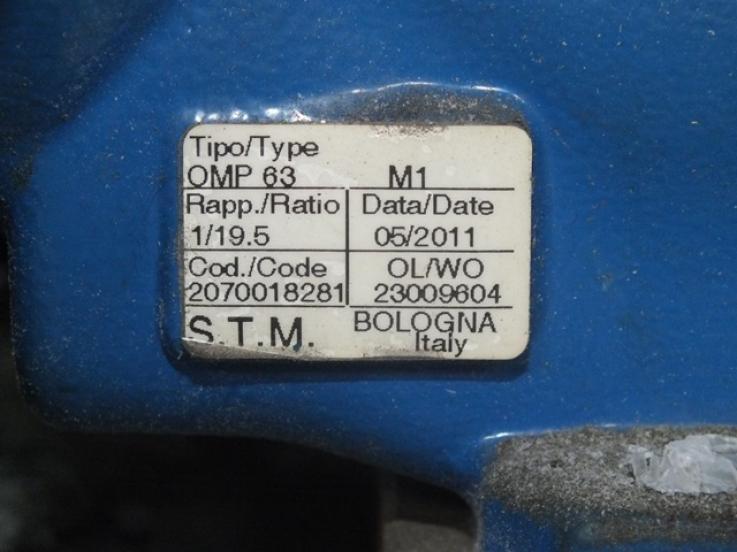 Tipo/Type
OMP 63 M1
Rapp./Ratio Data/Date
1/19.5 05/2011
Cod./Code OL/WO
2070018281 23009604
S.T.M. BOLOGNA
Italy